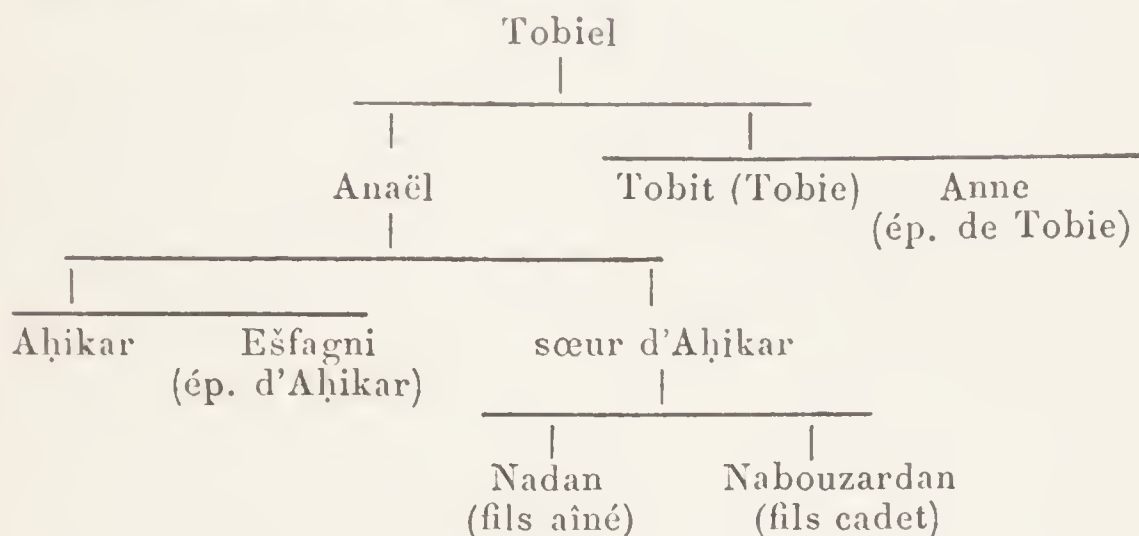 Tobiel
Anaël Tobit (Tobie) Anne
(ép. de Tobie)
Aḥikar Ešfagni sœur d'Aḥikar
(ép. d'Aḥikar)
Nadan Nabouzardan
(fils aîné) (fils cadet)